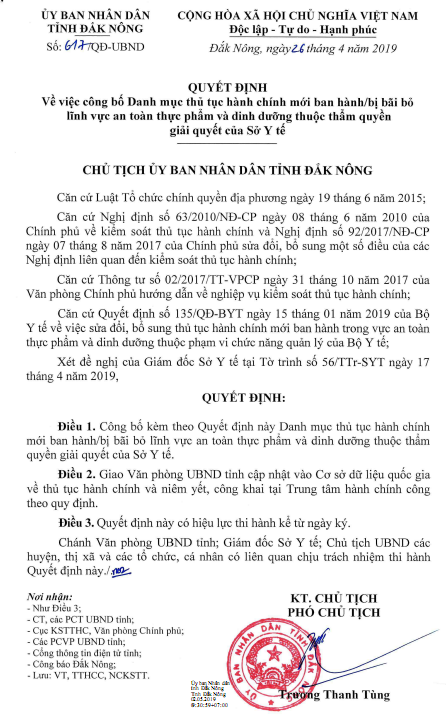 ỦY BAN NHÂN DÂN
TỈNH ĐẮK NÔNG
Số: 617/QĐ-UBND
CỘNG HÒA XÃ HỘI CHỦ NGHĨA VIỆT NAM
Độc lập - Tự do - Hạnh phúc
Đắk Nông, ngày 26 tháng 4 năm 2019
QUYẾT ĐỊNH
Về việc công bố Danh mục thủ tục hành chính mới ban hành/bị bãi bỏ
lĩnh vực an toàn thực phẩm và dinh dưỡng thuộc thẩm quyền
giải quyết của Sở Y tế
CHỦ TỊCH ỦY BAN NHÂN DÂN TỈNH ĐẮK NÔNG
Căn cứ Luật Tổ chức chính quyền địa phương ngày 19 tháng 6 năm 2015;
Căn cứ Nghị định số 63/2010/NĐ-CP ngày 08 tháng 6 năm 2010 của
Chính phủ về kiểm soát thủ tục hành chính và Nghị định số 92/2017/NĐ-CP
ngày 07 tháng 8 năm 2017 của Chính phủ sửa đổi, bổ sung một số điều của các
Nghị định liên quan đến kiểm soát thủ tục hành chính;
Căn cứ Thông tư số 02/2017/TT-VPCP ngày 31 tháng 10 năm 2017 của
Văn phòng Chính phủ hướng dẫn về nghiệp vụ kiểm soát thủ tục hành chính;
Căn cứ Quyết định số 135/QĐ-BYT ngày 15 tháng 01 năm 2019 của Bộ
Y tế về việc sửa đổi, bổ sung thủ tục hành chính mới ban hành trong vực an toàn
thực phẩm và dinh dưỡng thuộc phạm vi chức năng quản lý của Bộ Y tế;
Xét đề nghị của Giám đốc Sở Y tế tại Tờ trình số 56/TTr-SYT ngày 17
tháng 4 năm 2019,
QUYẾT ĐỊNH:
Điều 1. Công bố kèm theo Quyết định này Danh mục thủ tục hành chính
mới ban hành/bị bãi bỏ lĩnh vực an toàn thực phẩm và dinh dưỡng thuộc thẩm
quyền giải quyết của Sở Y tế.
Điều 2. Giao Văn phòng UBND tỉnh cập nhật vào Cơ sở dữ liệu quốc gia
về thủ tục hành chính và niêm yết, công khai tại Trung tâm hành chính công
theo quy định.
Điều 3. Quyết định này có hiệu lực thi hành kể từ ngày ký.
Chánh Văn phòng UBND tỉnh; Giám đốc Sở Y tế; Chủ tịch UBND các
huyện, thị xã và các tổ chức, cá nhân có liên quan chịu trách nhiệm thi hành
Quyết định này./.
Nơi nhận:
- Như Điều 3;
- CT, các PCT UBND tỉnh;
- Cục KSTTHC, Văn phòng Chính phủ;
- Các PCVP UBND tỉnh;
- Cổng thông tin điện tử tỉnh;
- Công báo Đắk Nông;
- Lưu: VT, TTHCC, NCKSTT.
KT. CHỦ TỊCH
PHÓ CHỦ TỊCH
ỦY BAN NHÂN DÂN TỈNH ĐẮK
Ủy ban Nhân dân
tỉnh Đắk Nông
Tỉnh Đắk Nông
02.05.2019
Trương Thanh Tùng